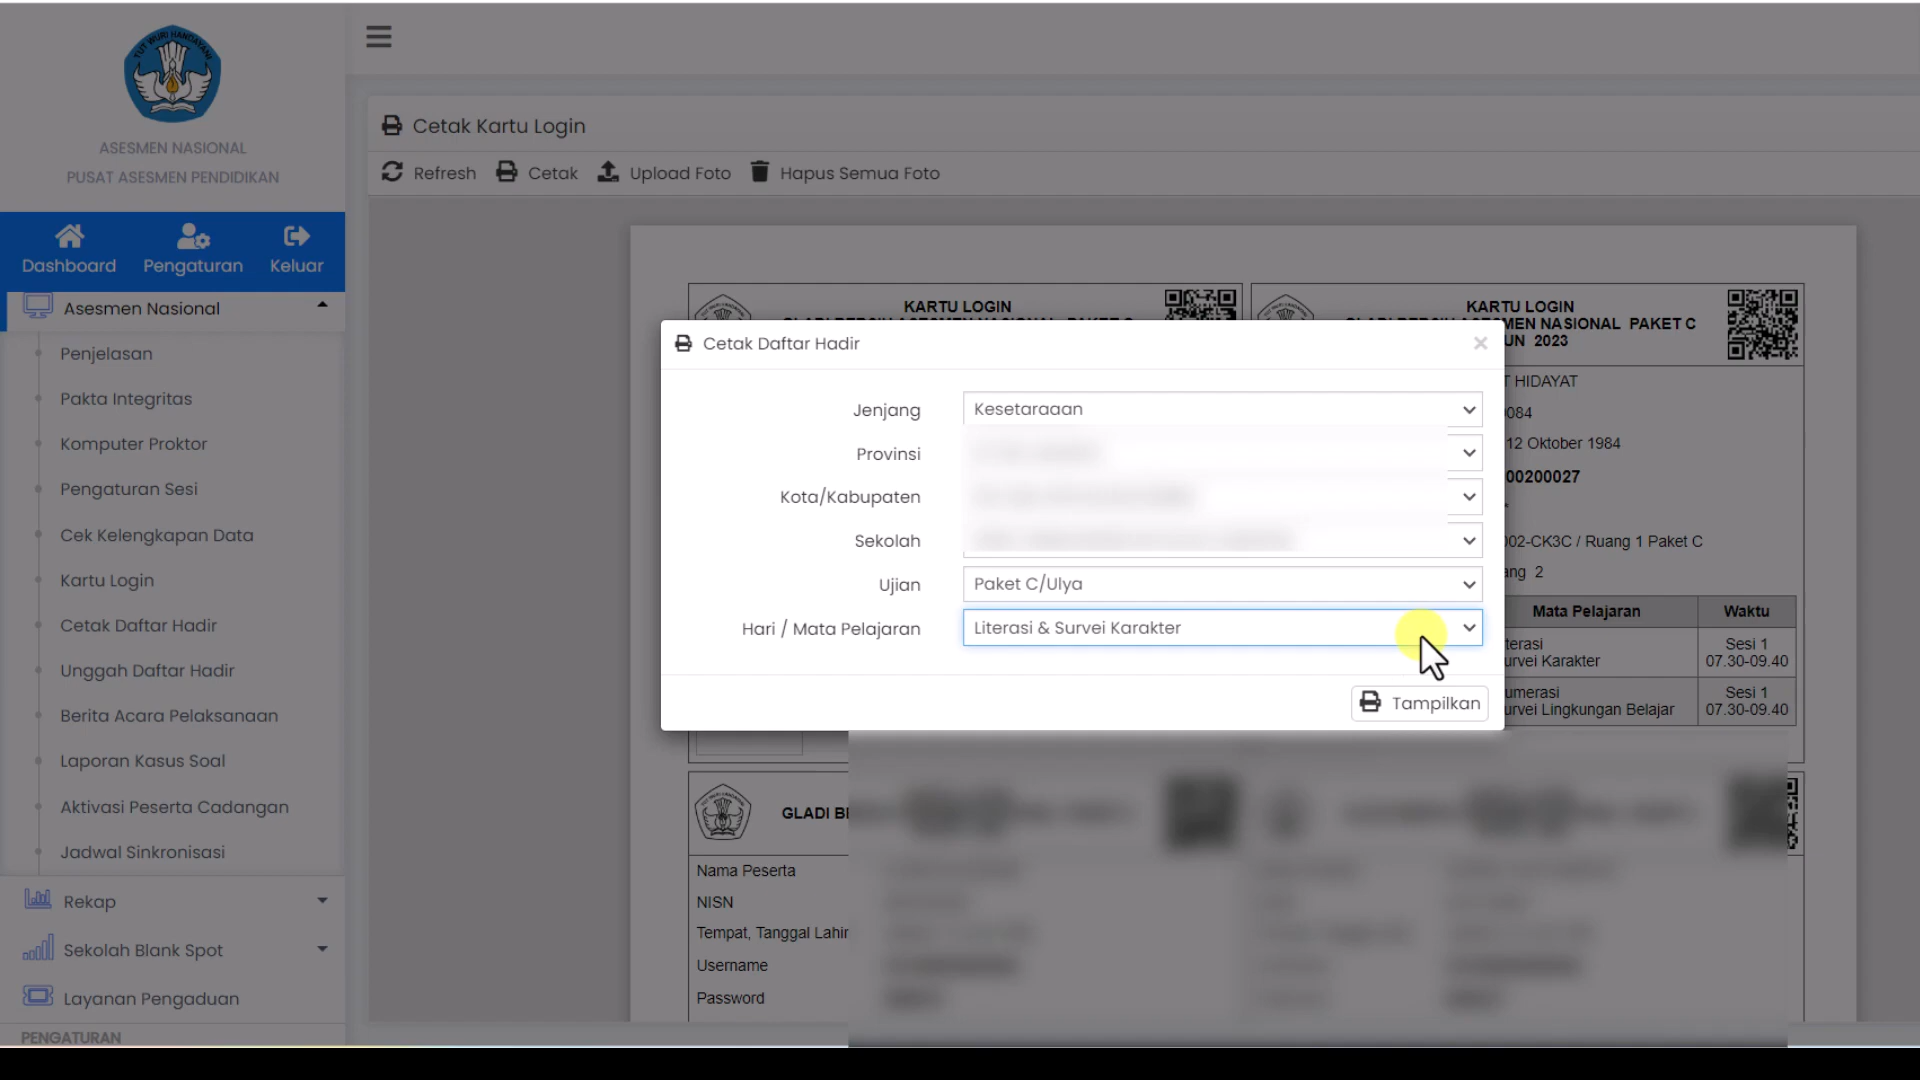 TUT WURI HANDAYANI
ASESMEN NASIONAL
PUSAT ASESMEN PENDIDIKAN
Dashboard
Pengaturan
Keluar
Asesmen Nasional
Penjelasan
Pakta Integritas
Komputer Proktor
Pengaturan Sesi
Cek Kelengkapan Data
Kartu Login
Cetak Daftar Hadir
Unggah Daftar Hadir
Berita Acara Pelaksanaan
Laporan Kasus Soal
Aktivasi Peserta Cadangan
Jadwal Sinkronisasi
Rekap
Sekolah Blank Spot
Layanan Pengaduan
PENGATURAN
Cetak Kartu Login
Refresh
Cetak
Upload Foto
Hapus Semua Foto
KARTU LOGIN
KARTU LOGIN
MEN NASIONAL PAKET C
UN 2023
Cetak Daftar Hadir
Jenjang
Kesetaraaan
Provinsi
Kota/Kabupaten
Sekolah
Ujian
Paket C/Ulya
Hari / Mata Pelajaran
Literasi & Survei Karakter
Tampilkan
T HIDAYAT
0084
12 Oktober 1984
00200027
*
002-CK3C / Ruang 1 Paket C
ang 2
Mata Pelajaran
Waktu
terasi
urvei Karakter
Sesi 1
07.30-09.40
umerasi
urvei Lingkungan Belajar
Sesi 1
07.30-09.40
GLADI BE
Nama Peserta
NISN
Tempat, Tanggal Lahir
Username
Password